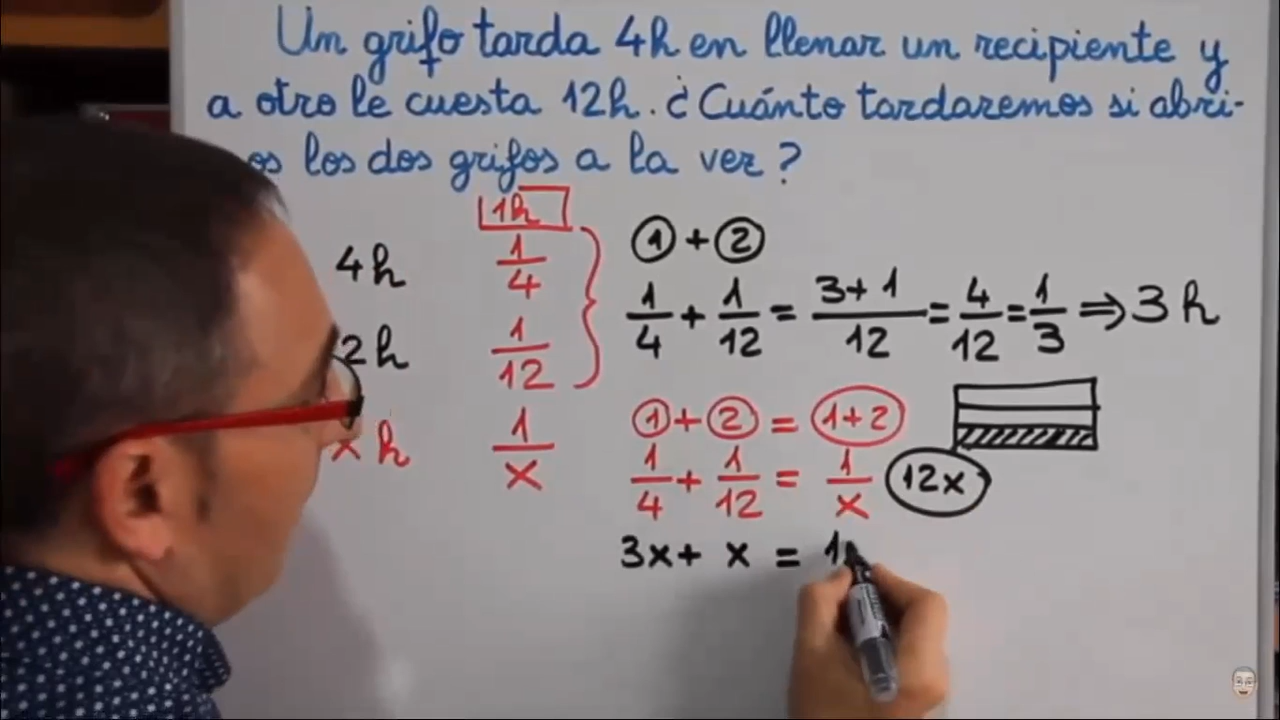 Un grifo tarda 4h en llenar un recipiente y
a otro le cuesta 12h. ¿Cuánto tardaremos si abri-
os los dos grifos a la vez?
1h
4h 1/4
2h 1/12
x h 1/x
① + ②
1/4 + 1/12 = 3+1/12 = 4/12 = 1/3 ⇒ 3 h
① + ② = 1+2
1/4 + 1/12 = 1/x 12x
3x + x = 1